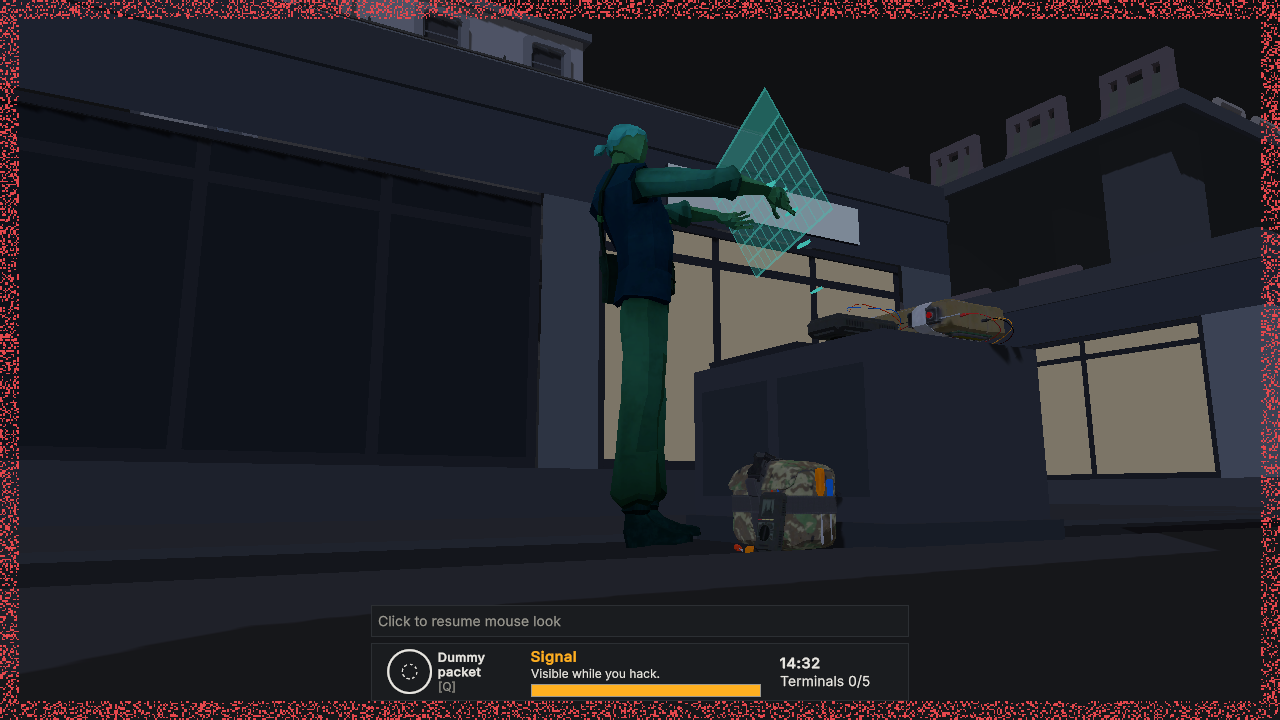 Click to resume mouse look
Dummy packet
[Q]
Signal
Visible while you hack.
14:32
Terminals 0/5